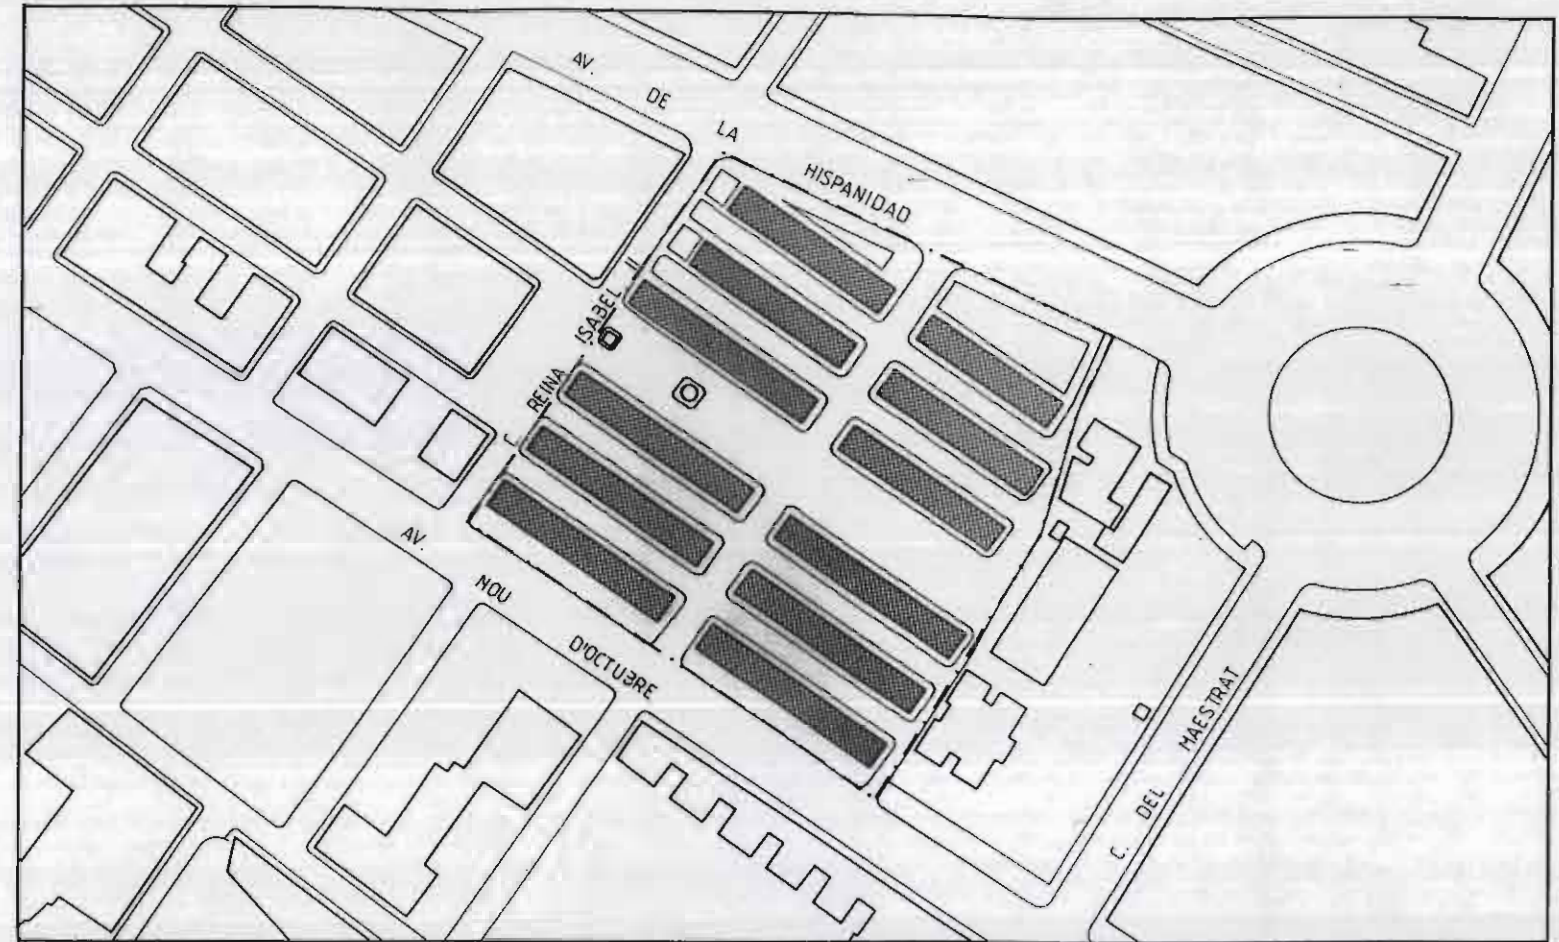 AV. DE LA HISPANIDAD
C. REINA ISABEL II
AV. NOU D'OCTUBRE
C. DEL MAESTRAT